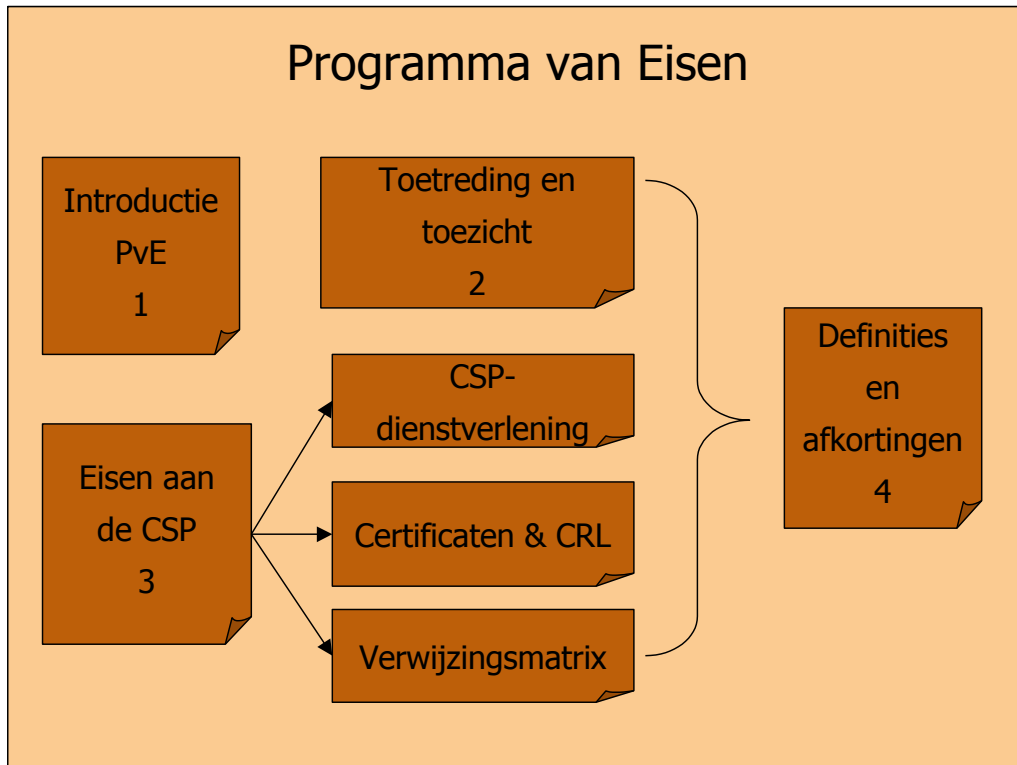 Programma van Eisen
Introductie
PvE
1
Toetreding en
toezicht
2
CSP-
dienstverlening
Eisen aan
de CSP
3
Certificaten & CRL
Verwijzingsmatrix
Definities
en
afkortingen
4